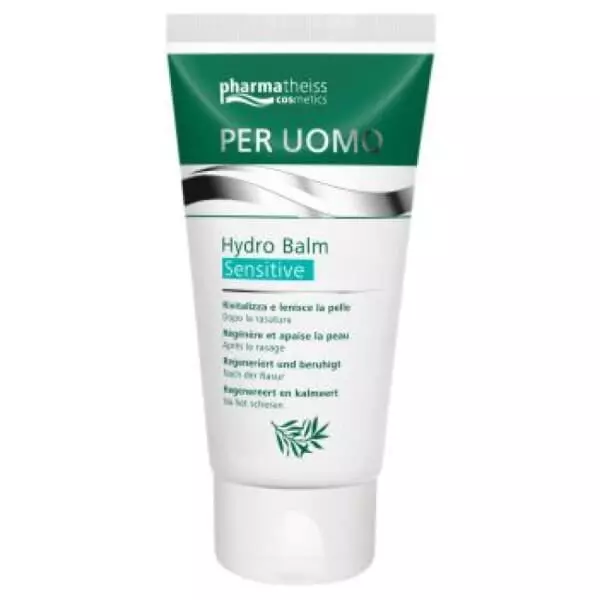 pharmatheiss
cosmetics
PER UOMO
Hydro Balm
Sensitive
Rivitalizza e lenisce la pelle
Dopo la rasatura
Régénère et apaise la peau
Après le rasage
Regeneriert und beruhigt
Nach der Rasur
Regenereert en kalmeert
Na het scheren